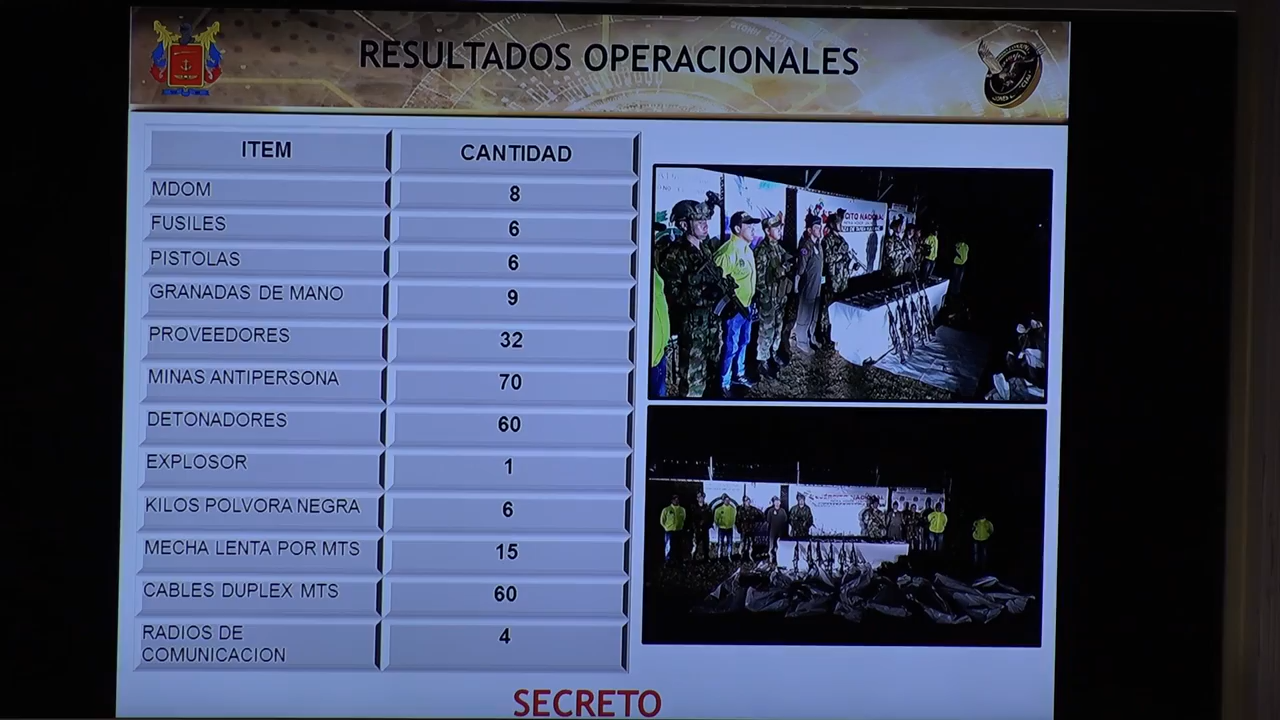 RESULTADOS OPERACIONALES
ITEM CANTIDAD
MDOM 8
FUSILES 6
PISTOLAS 6
GRANADAS DE MANO 9
PROVEEDORES 32
MINAS ANTIPERSONA 70
DETONADORES 60
EXPLOSOR 1
KILOS POLVORA NEGRA 6
MECHA LENTA POR MTS 15
CABLES DUPLEX MTS 60
RADIOS DE
COMUNICACION 4
SECRETO